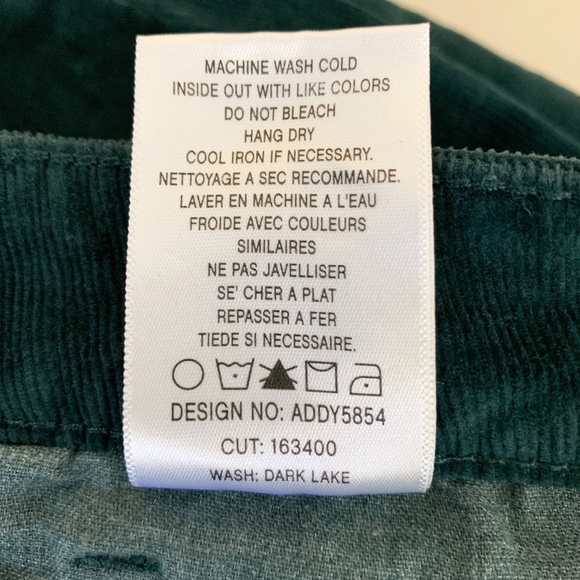 MACHINE WASH COLD
INSIDE OUT WITH LIKE COLORS
DO NOT BLEACH
HANG DRY
COOL IRON IF NECESSARY.
NETTOYAGE A SEC RECOMMANDE.
LAVER EN MACHINE A L'EAU
FROIDE AVEC COULEURS
SIMILAIRES
NE PAS JAVELLISER
SE' CHER A PLAT
REPASSER A FER
TIEDE SI NECESSAIRE.
DESIGN NO: ADDY5854
CUT: 163400
WASH: DARK LAKE